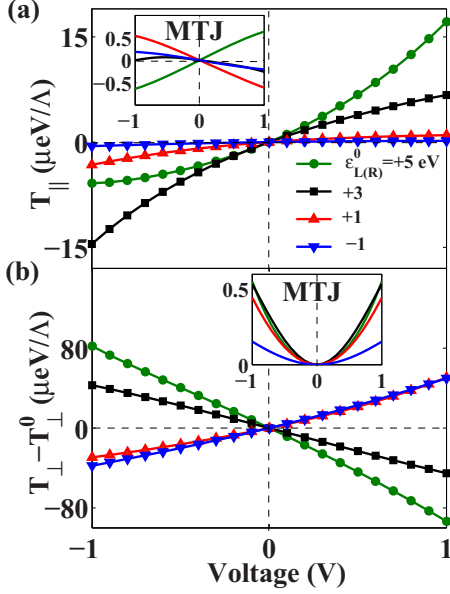 (a)
15
0
−15
T∥ (μeV/Λ)
MTJ
0.5
0
−0.5
−1 0 1
ε⁰L(R)=+5 eV
+3
+1
−1
(b)
80
0
−80
T⊥−T⊥⁰ (μeV/Λ)
MTJ
0.5
0
−1 0 1
−1 0 1
Voltage (V)